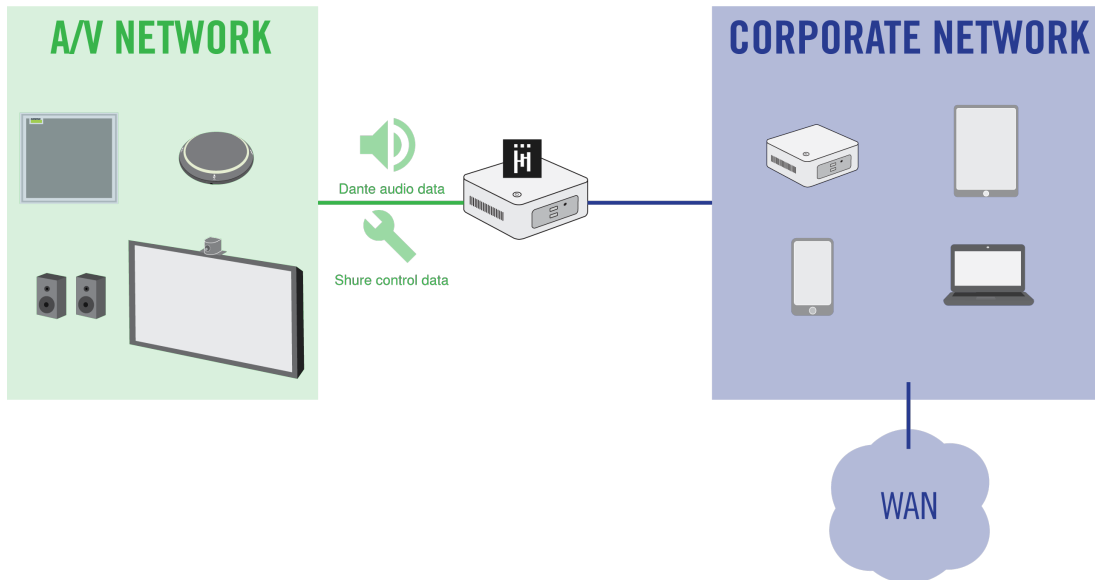 A/V NETWORK
CORPORATE NETWORK
Dante audio data
Shure control data
WAN